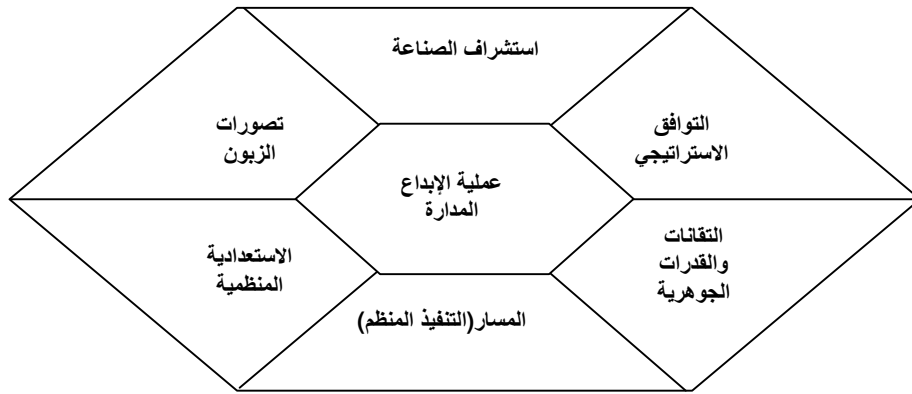 استشراف الصناعة
التوافق
الاستراتيجي
تصورات
الزبون
عملية الإبداع
المدارة
التقانات
والقدرات
الجوهرية
الاستعدادية
المنظمية
المسار(التنفيذ المنظم)